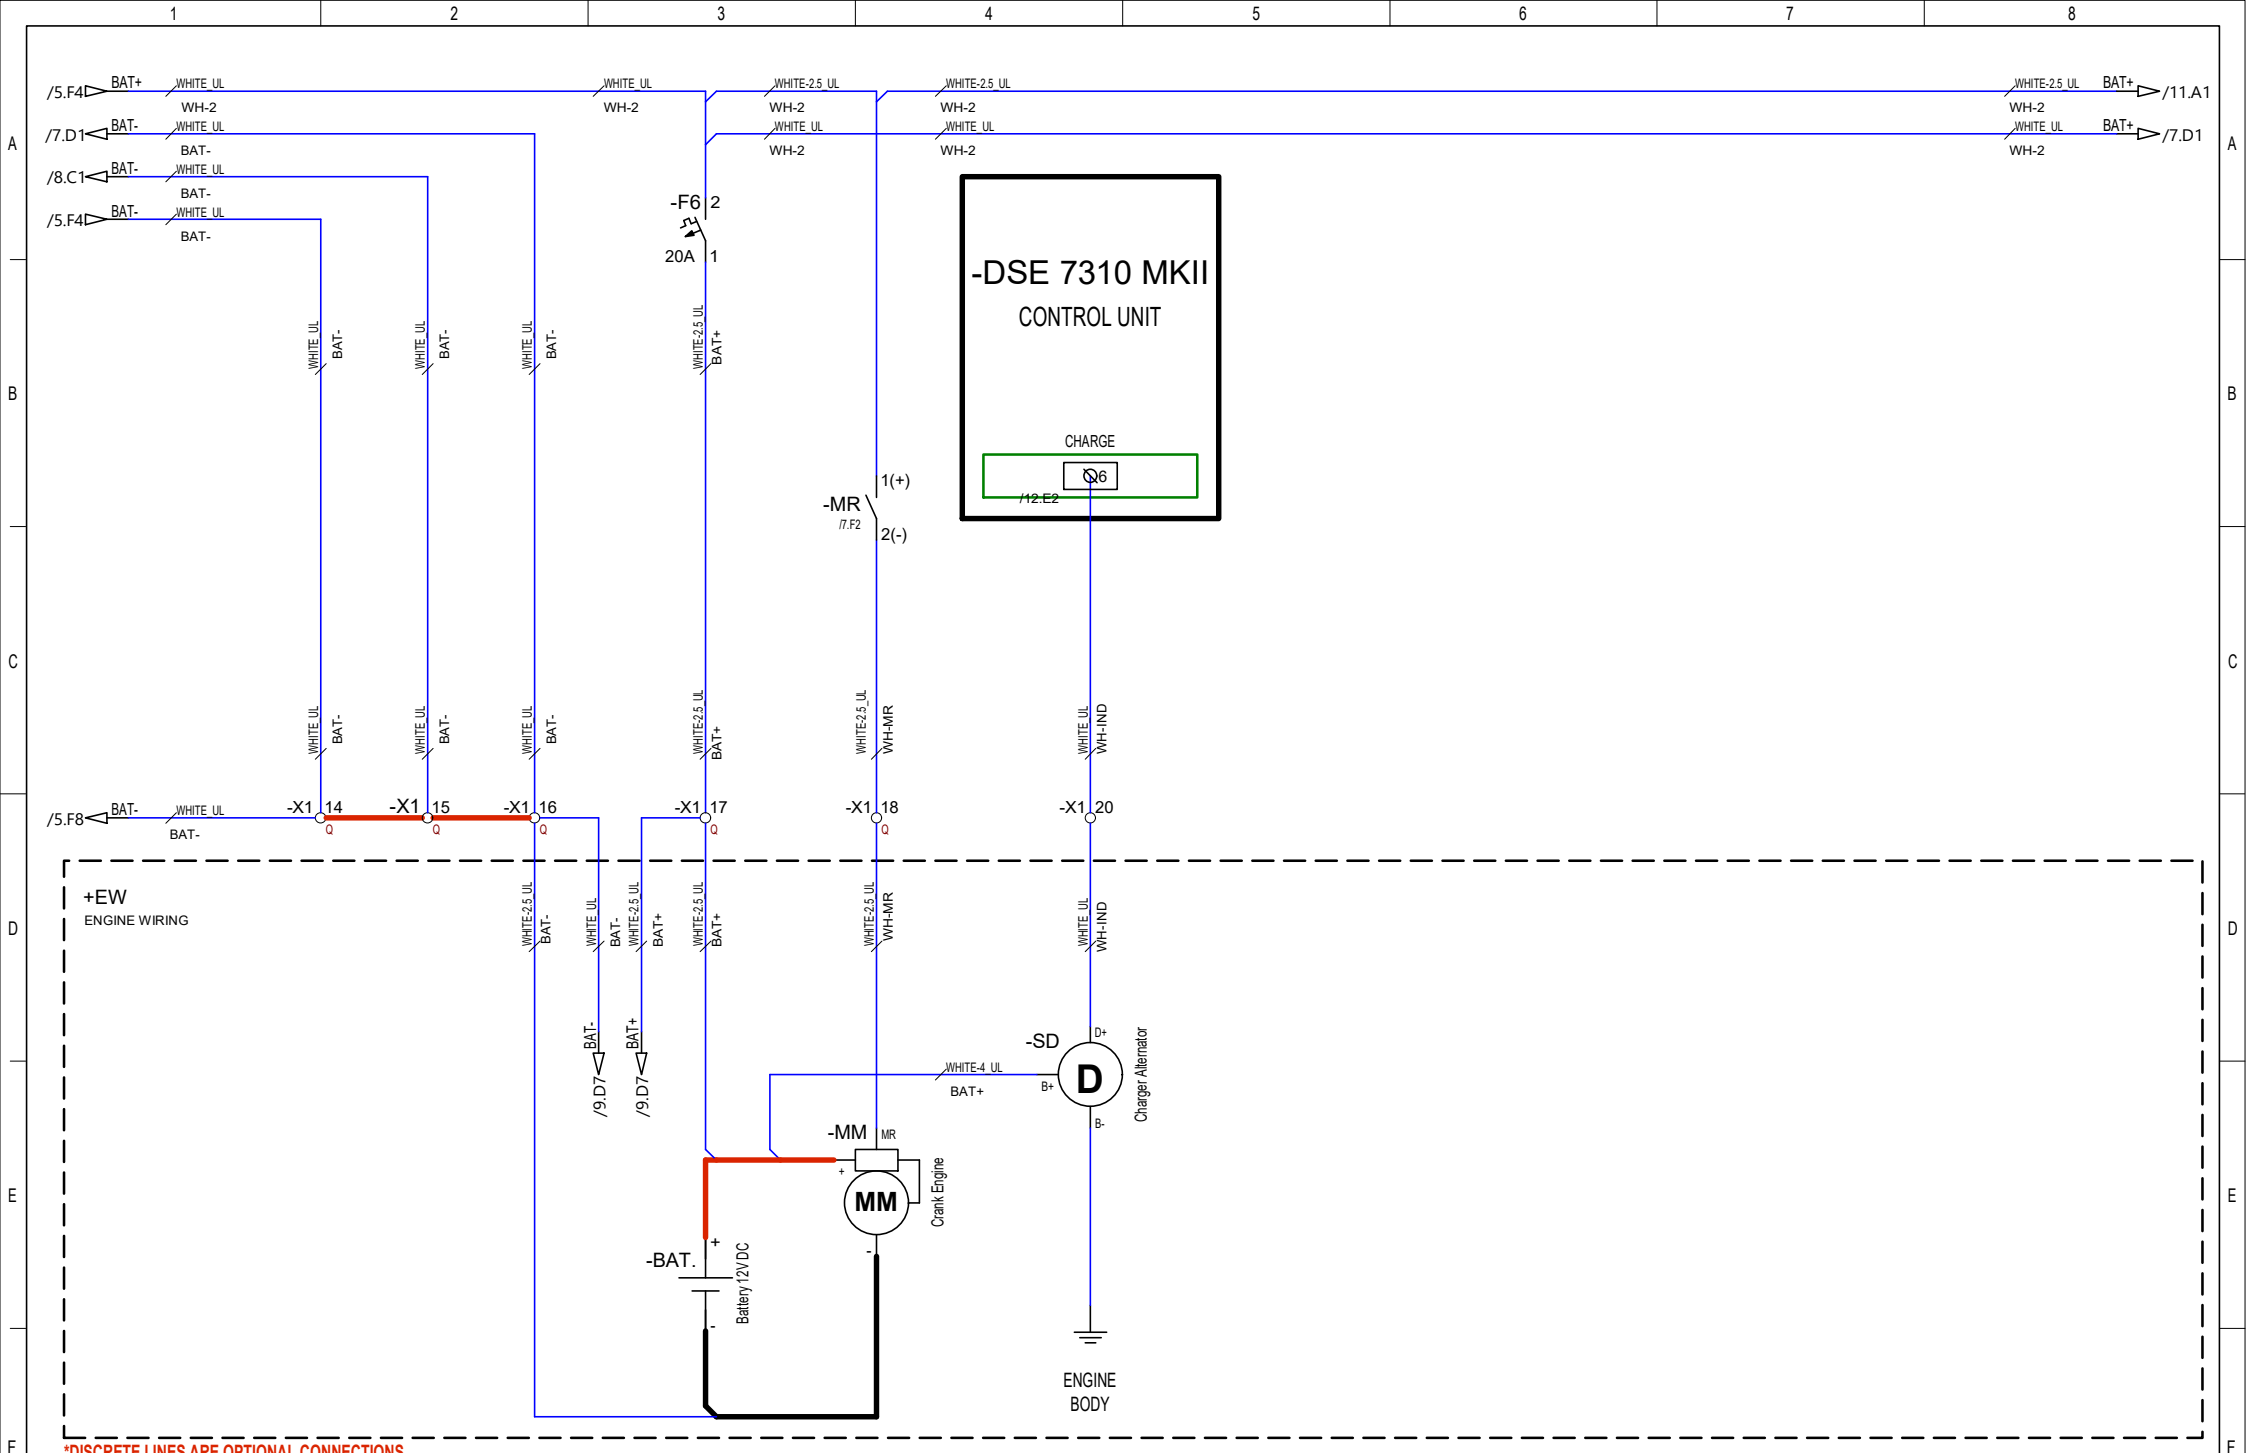 1 2 3 4 5 6 7 8
/5.F4 BAT+ WHITE_UL WHITE_UL WHITE-2.5_UL WHITE-2.5_UL WHITE-2.5_UL BAT+ /11.A1
WH-2 WH-2 WH-2 WH-2 WH-2
/7.D1 BAT- WHITE_UL WHITE_UL WHITE_UL WHITE_UL BAT+ /7.D1
A BAT- WH-2 WH-2 WH-2 A
/8.C1 BAT- WHITE_UL
BAT-
/5.F4 BAT- WHITE_UL
BAT-
-F6 2
20A 1
-DSE 7310 MKII
CONTROL UNIT
WHITE_UL BAT- WHITE_UL BAT- WHITE_UL BAT- WHITE-2.5_UL BAT+
B B
CHARGE
6
/12.E2
1(+)
-MR
/7.F2
2(-)
C C
WHITE_UL BAT- WHITE_UL BAT- WHITE_UL BAT- WHITE-2.5_UL BAT+ WHITE-2.5_UL WH-MR WHITE_UL WH-IND
/5.F8 BAT- WHITE_UL -X1 14 -X1 15 -X1 16 -X1 17 -X1 18 -X1 20
BAT- Q Q Q Q Q
+EW
ENGINE WIRING
D D
WHITE-2.5_UL BAT- WHITE_UL BAT- WHITE-2.5_UL BAT+ WHITE-2.5_UL BAT+ WHITE-2.5_UL WH-MR WHITE_UL WH-IND
BAT- /9.D7 BAT+ /9.D7
-SD D+
D
B+
B-
Charger Alternator
WHITE-4_UL
BAT+
-MM MR
+
MM
-
Crank Engine
E E
-BAT. +
-
Battery 12V DC
ENGINE
BODY
F F
*DISCRETE LINES ARE OPTIONAL CONNECTIONS